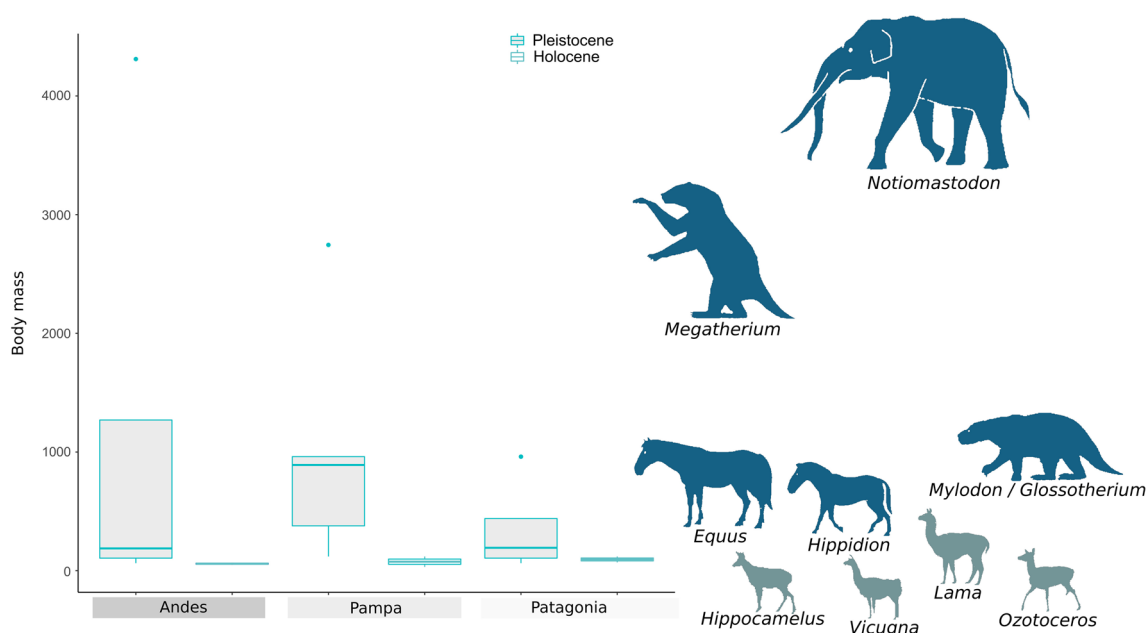 Pleistocene
Holocene
4000
3000
2000
1000
0
Body mass
Andes
Pampa
Patagonia
Notiomastodon
Megatherium
Mylodon / Glossotherium
Equus
Hippidion
Lama
Hippocamelus
Vicugna
Ozotoceros